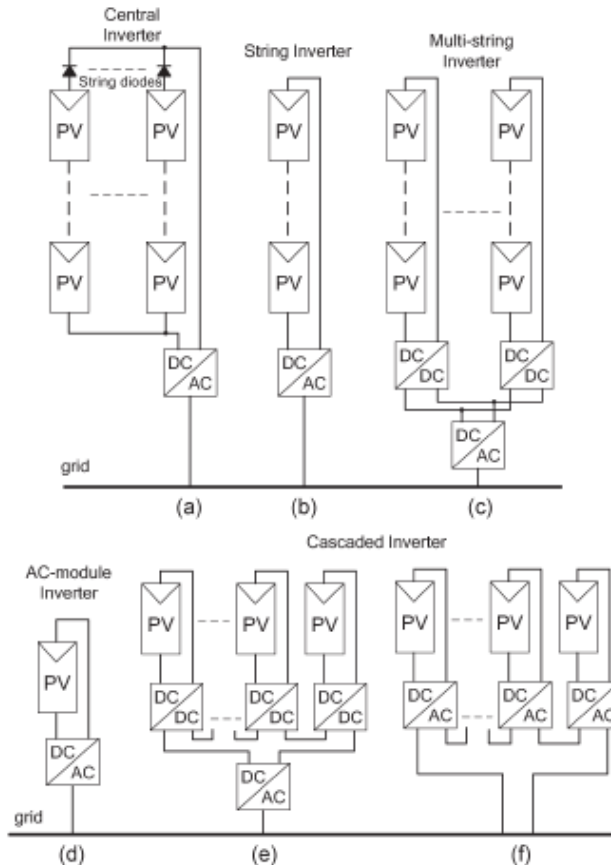 Central
Inverter
String Inverter
Multi-string
Inverter
String diodes
PV PV PV PV PV
PV PV PV PV PV
DC
AC
DC
AC
DC
DC
DC
DC
DC
AC
grid
(a) (b) (c)
Cascaded Inverter
AC-module
Inverter
PV
PV PV PV
PV PV PV
DC
AC
DC
DC
DC
DC
DC
DC
DC
AC
DC
AC
DC
AC
DC
AC
grid
(d) (e) (f)